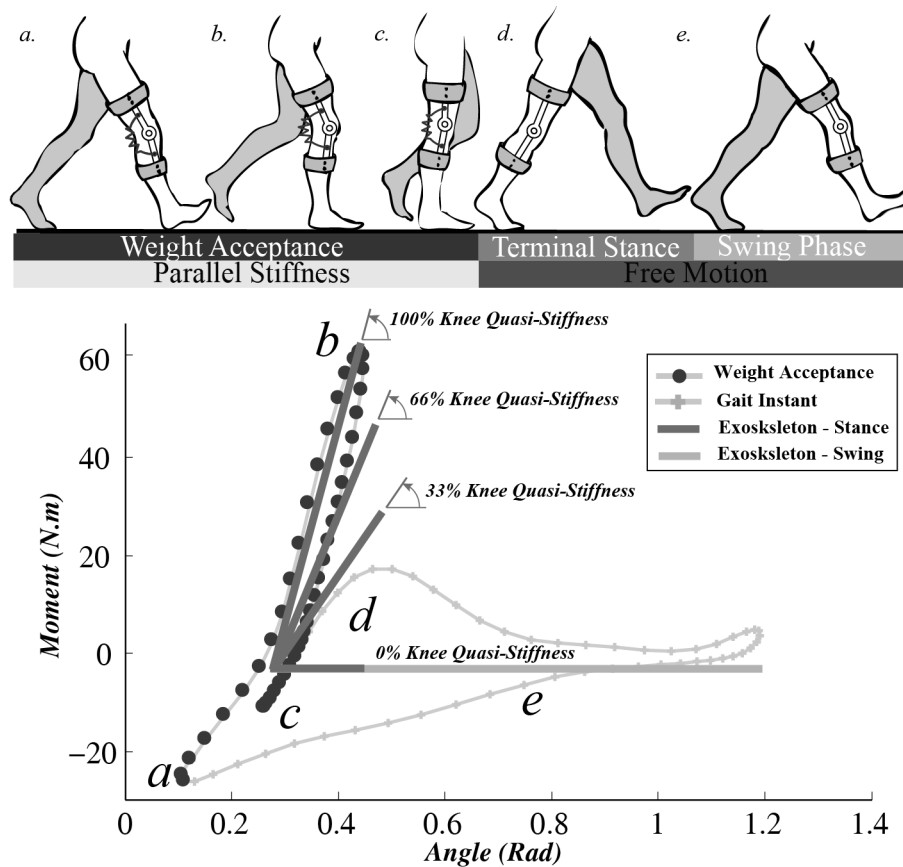 a. b. c. d. e.
Weight Acceptance Terminal Stance Swing Phase
Parallel Stiffness Free Motion
b 100% Knee Quasi-Stiffness
66% Knee Quasi-Stiffness
33% Knee Quasi-Stiffness
d
0% Knee Quasi-Stiffness
c e
a
Weight Acceptance
Gait Instant
Exosksleton - Stance
Exosksleton - Swing
Moment (N.m)
60
40
20
0
−20
0 0.2 0.4 0.6 0.8 1 1.2 1.4
Angle (Rad)